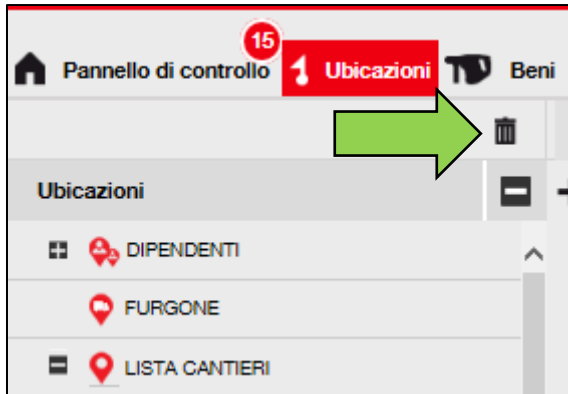 15
Pannello di controllo
Ubicazioni
Beni
Ubicazioni
DIPENDENTI
FURGONE
LISTA CANTIERI